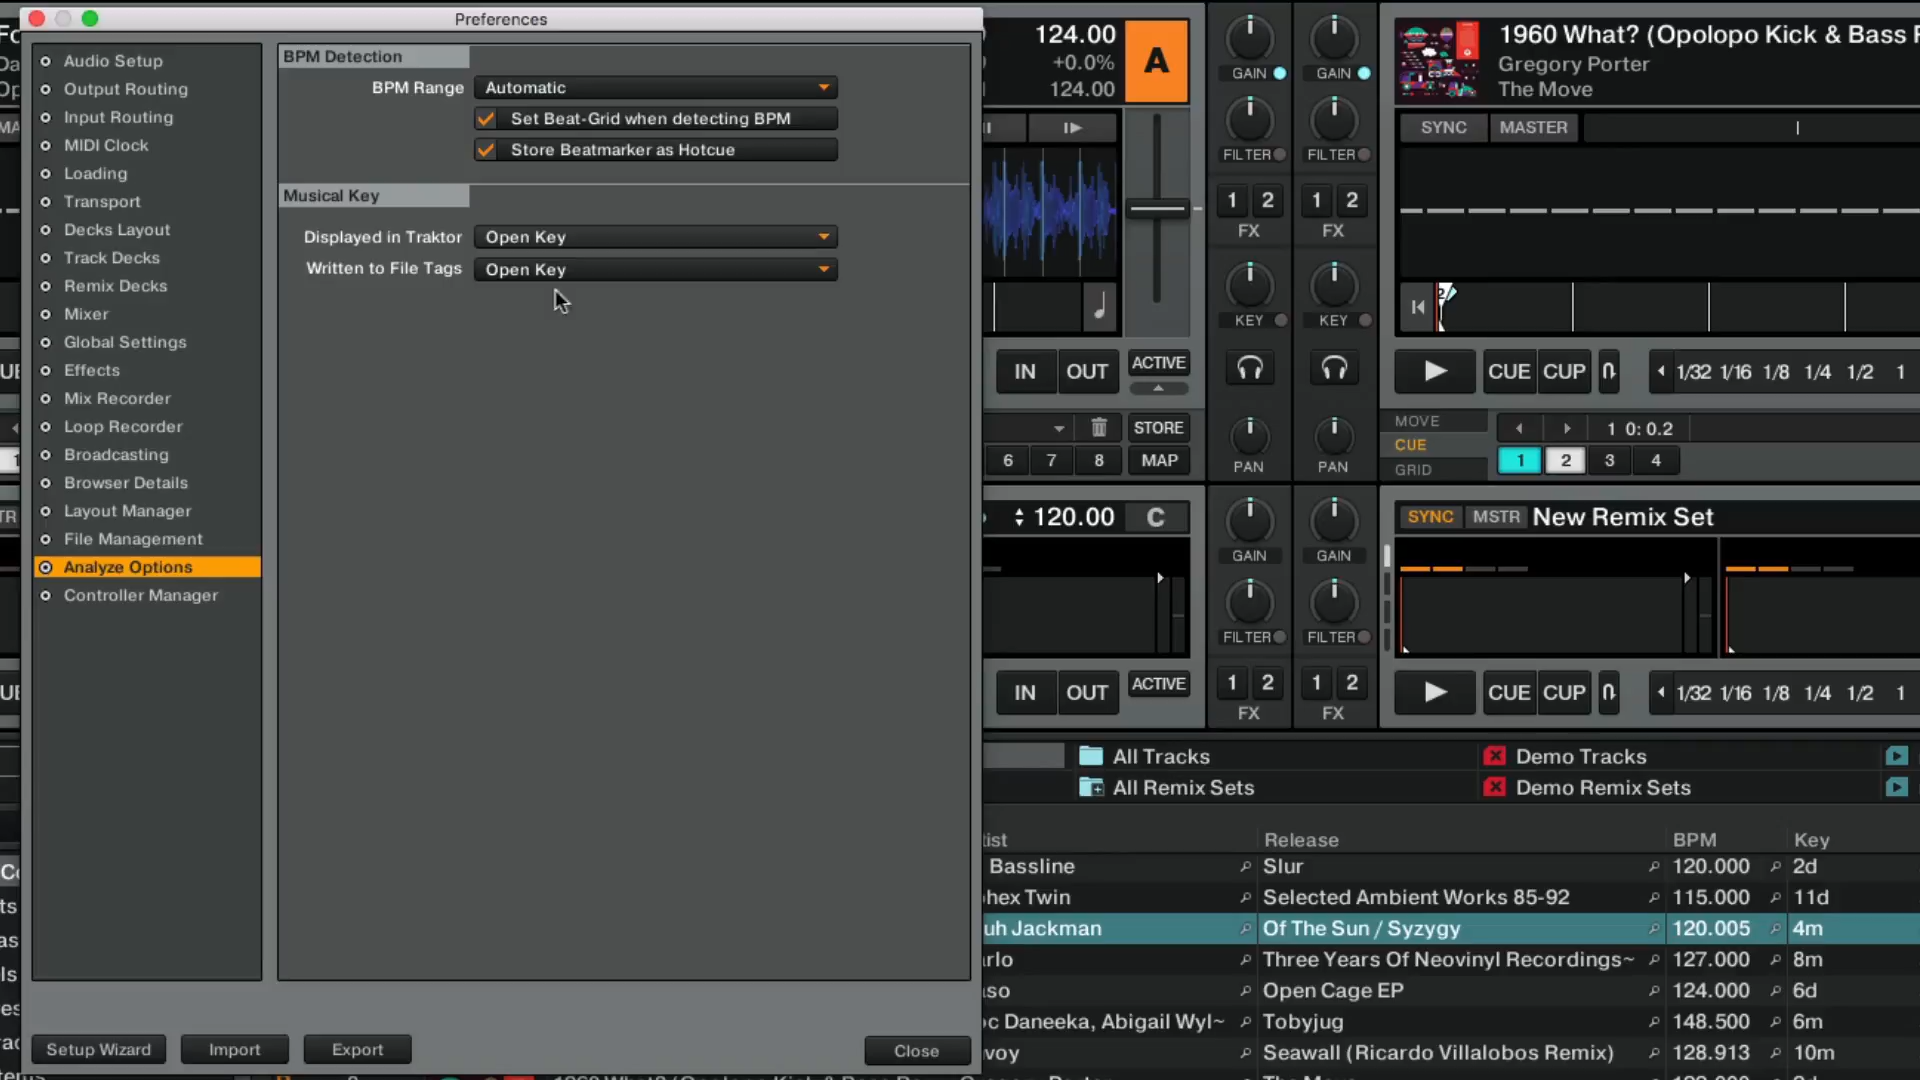 Preferences
Audio Setup
Output Routing
Input Routing
MIDI Clock
Loading
Transport
Decks Layout
Track Decks
Remix Decks
Mixer
Global Settings
Effects
Mix Recorder
Loop Recorder
Broadcasting
Browser Details
Layout Manager
File Management
Analyze Options
Controller Manager
BPM Detection
BPM Range Automatic
Set Beat-Grid when detecting BPM
Store Beatmarker as Hotcue
Musical Key
Displayed in Traktor Open Key
Written to File Tags Open Key
Setup Wizard Import Export Close
124.00
+0.0%
124.00
A
IN OUT ACTIVE
STORE
6 7 8 MAP
120.00 C
IN OUT ACTIVE
GAIN GAIN
FILTER FILTER
1 2 1 2
FX FX
KEY KEY
PAN PAN
GAIN GAIN
FILTER FILTER
1 2 1 2
FX FX
1960 What? (Opolopo Kick & Bass
Gregory Porter
The Move
SYNC MASTER
CUE CUP 1/32 1/16 1/8 1/4 1/2 1
MOVE
CUE
GRID
1 0:0.2
1 2 3 4
SYNC MSTR New Remix Set
CUE CUP 1/32 1/16 1/8 1/4 1/2 1
All Tracks Demo Tracks
All Remix Sets Demo Remix Sets
Release BPM Key
Bassline Slur 120.000 2d
Twin Selected Ambient Works 85-92 115.000 11d
Jackman Of The Sun / Syzygy 120.005 4m
Three Years Of Neovinyl Recordings~ 127.000 8m
Open Cage EP 124.000 6d
Daneeka, Abigail Wyl~ Tobyjug 148.500 6m
Seawall (Ricardo Villalobos Remix) 128.913 10m